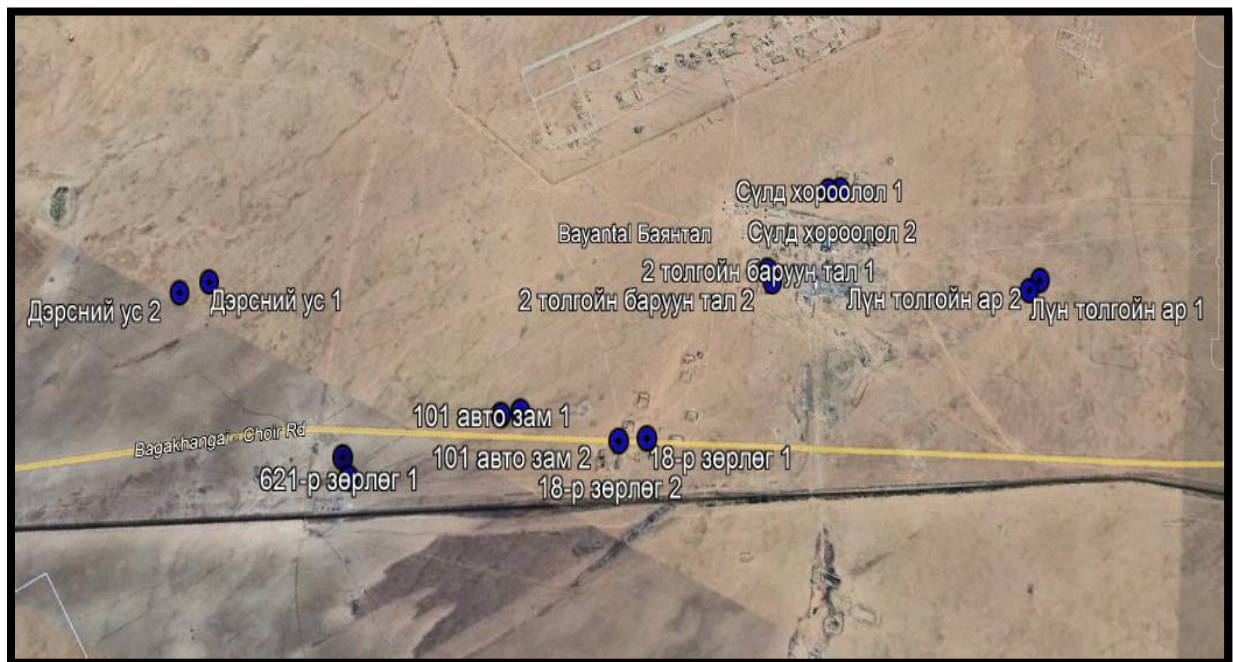 Сүлд хороолол 1
Bayantal Баянтал
Сүлд хороолол 2
2 толгойн баруун тал 1
2 толгойн баруун тал 2
Лүн толгойн ар 2
Лүн толгойн ар 1
Дэрсний ус 2
Дэрсний ус 1
101 авто зам 1
Bagakhangai - Choir Rd
101 авто зам 2
18-р зөрлөг 1
621-р зөрлөг 1
18-р зөрлөг 2